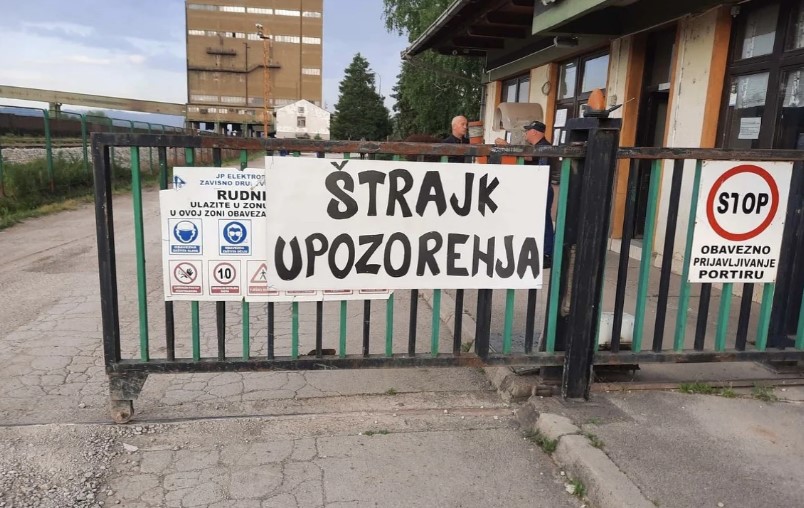 JP ELEKTRO
ZAVISNO DRU
RUDNI
ULAZITE U ZONU
U OVOJ ZONI OBAVEZA
10
ŠTRAJK
UPOZORENJA
STOP
OBAVEZNO
PRIJAVLJIVANJE
PORTIRU